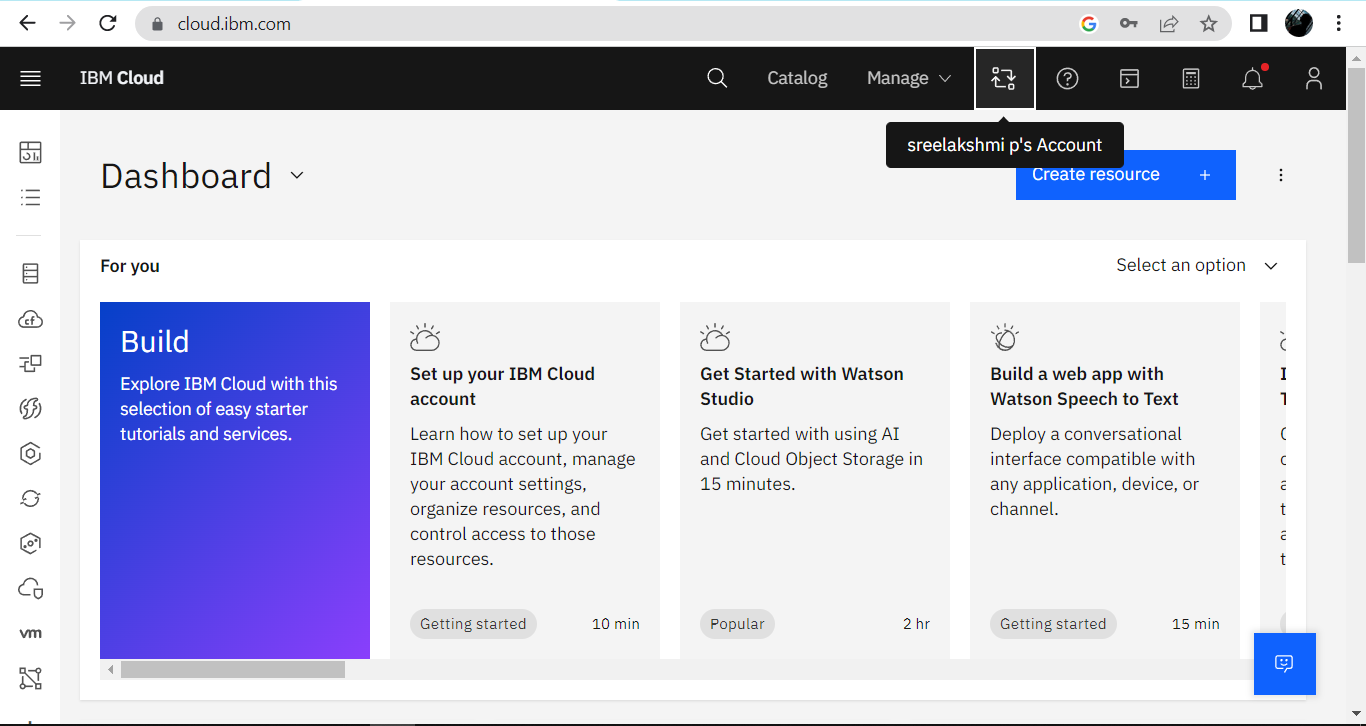 cloud.ibm.com
IBM Cloud
Catalog
Manage
sreelakshmi p's Account
Dashboard
Create resource +
For you
Select an option
Build
Explore IBM Cloud with this
selection of easy starter
tutorials and services.
Set up your IBM Cloud
account
Learn how to set up your
IBM Cloud account, manage
your account settings,
organize resources, and
control access to those
resources.
Getting started
10 min
Get Started with Watson
Studio
Get started with using AI
and Cloud Object Storage in
15 minutes.
Popular
2 hr
Build a web app with
Watson Speech to Text
Deploy a conversational
interface compatible with
any application, device, or
channel.
Getting started
15 min
cf
vm